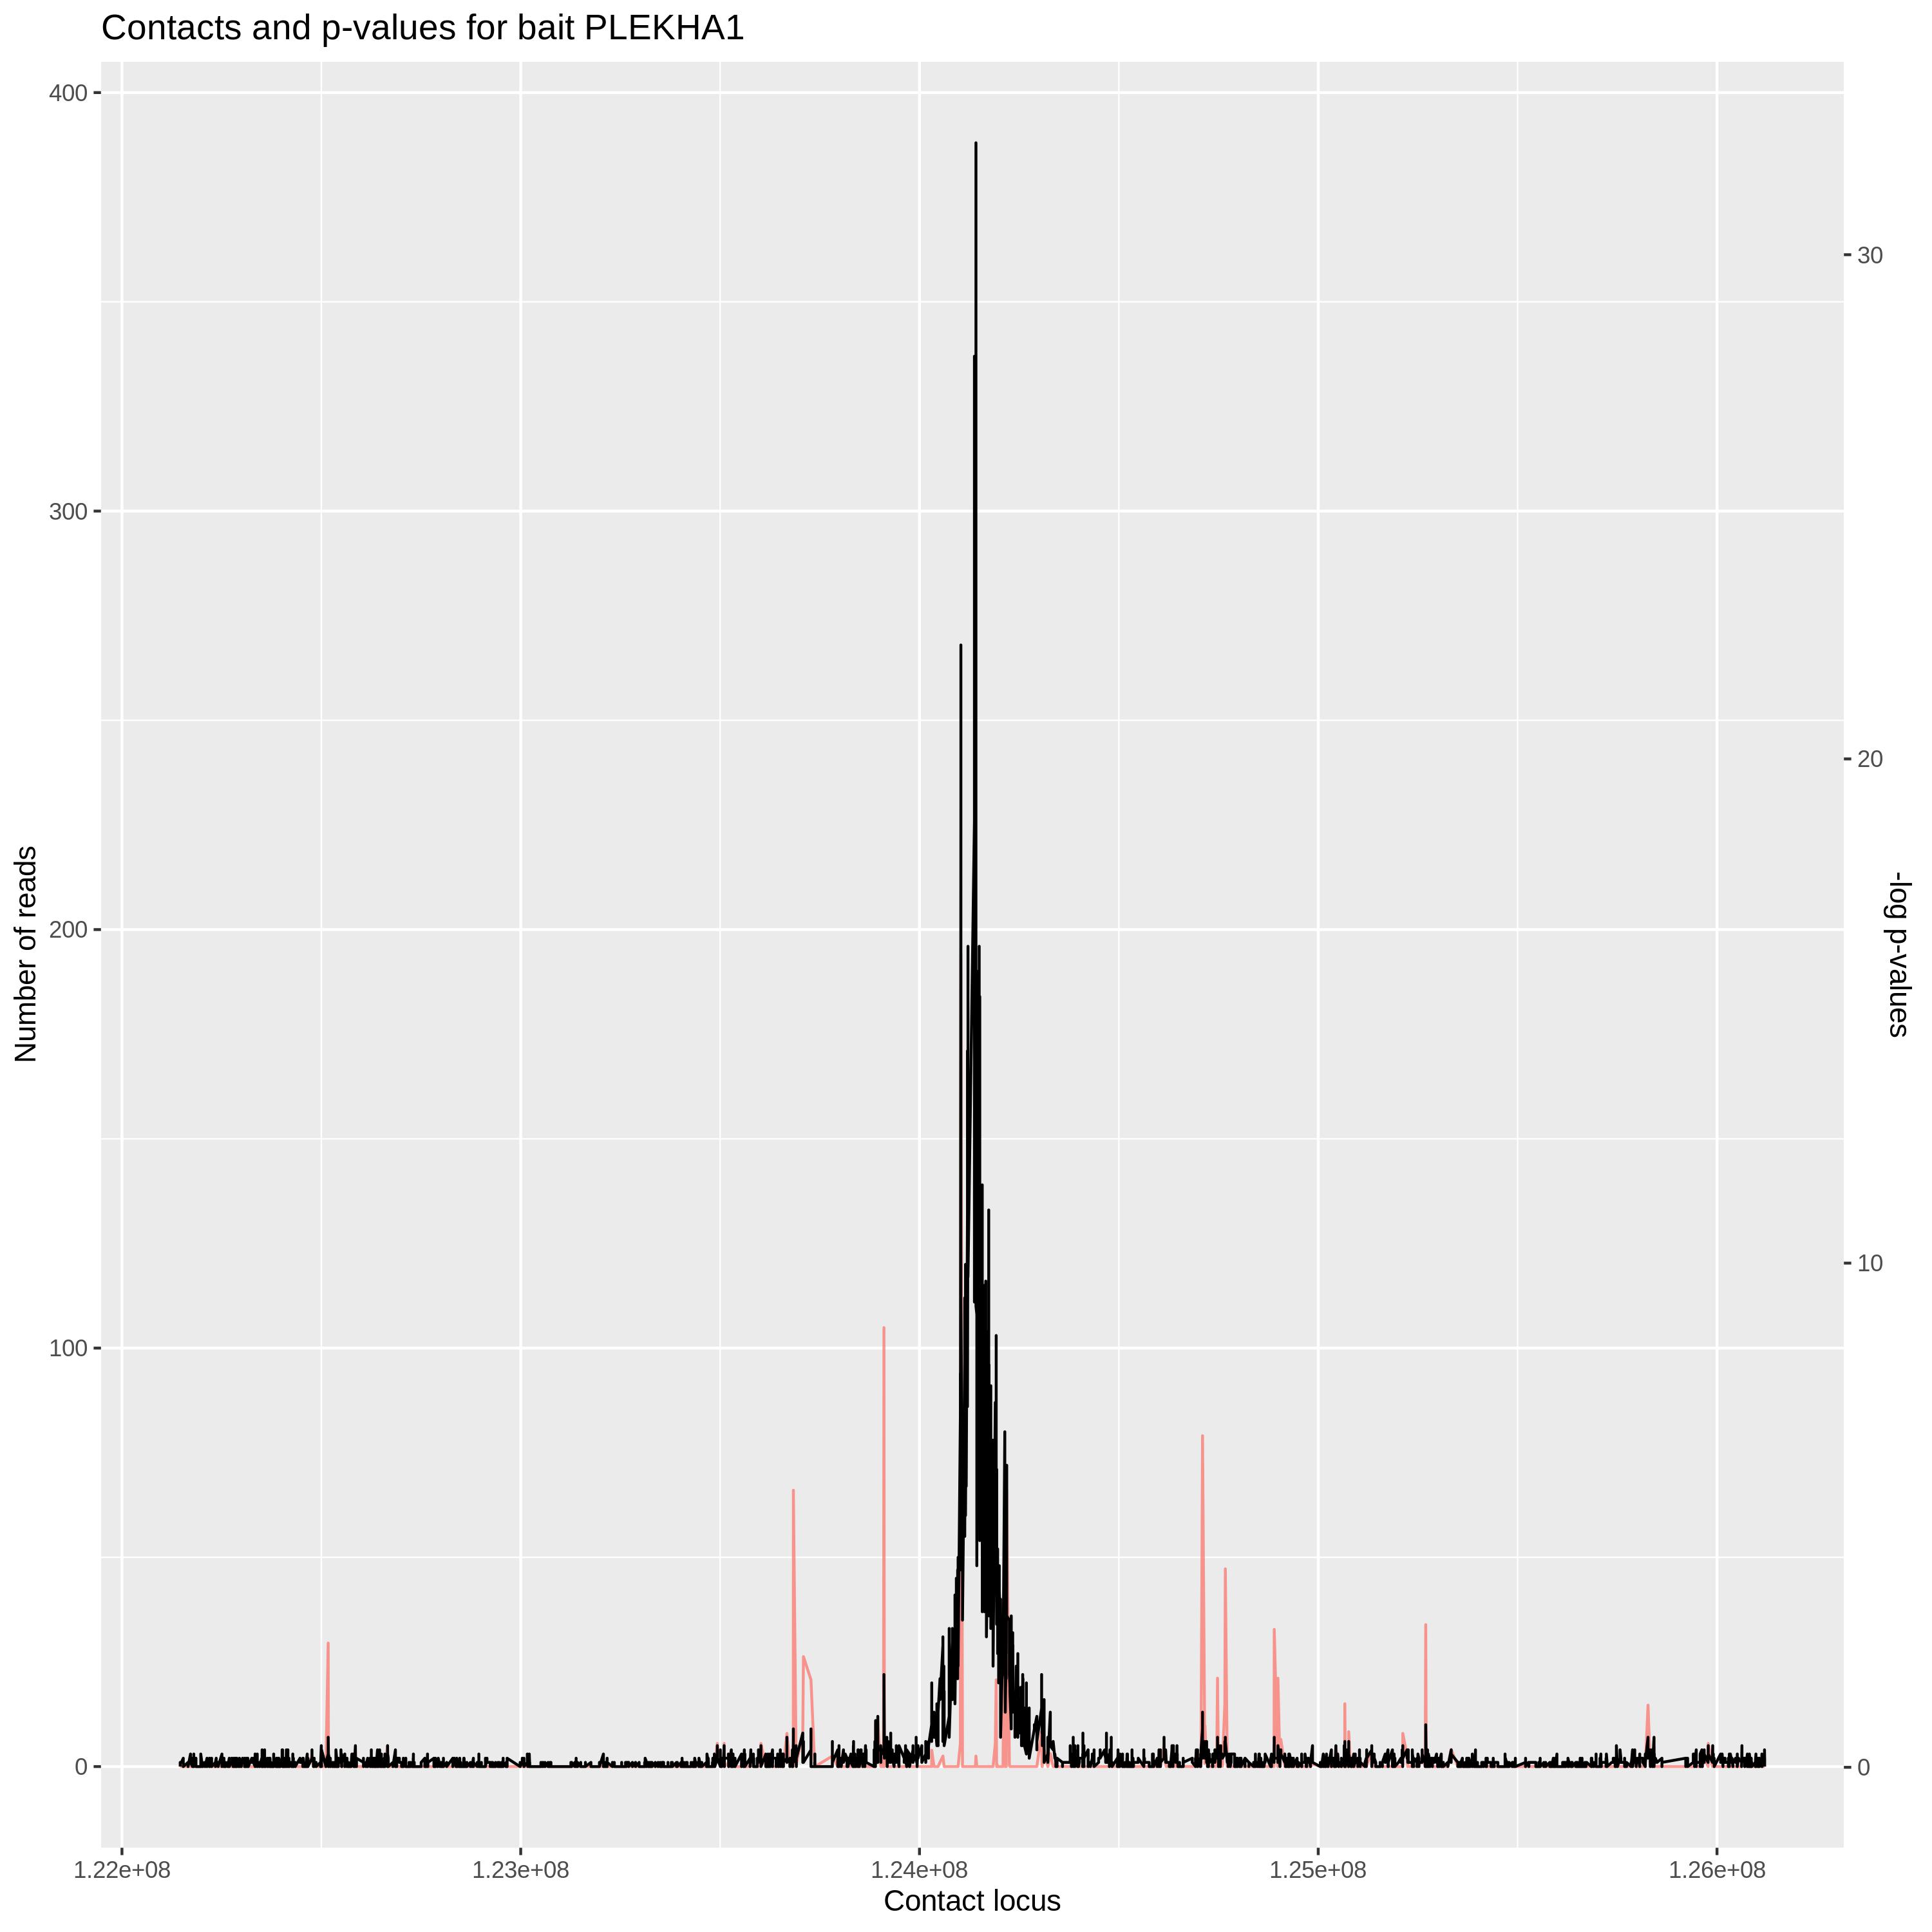 Contacts and p-values for bait PLEKHA1
400
300
200
100
0
Number of reads
30
20
10
0
-log p-values
1.22e+08 1.23e+08 1.24e+08 1.25e+08 1.26e+08
Contact locus